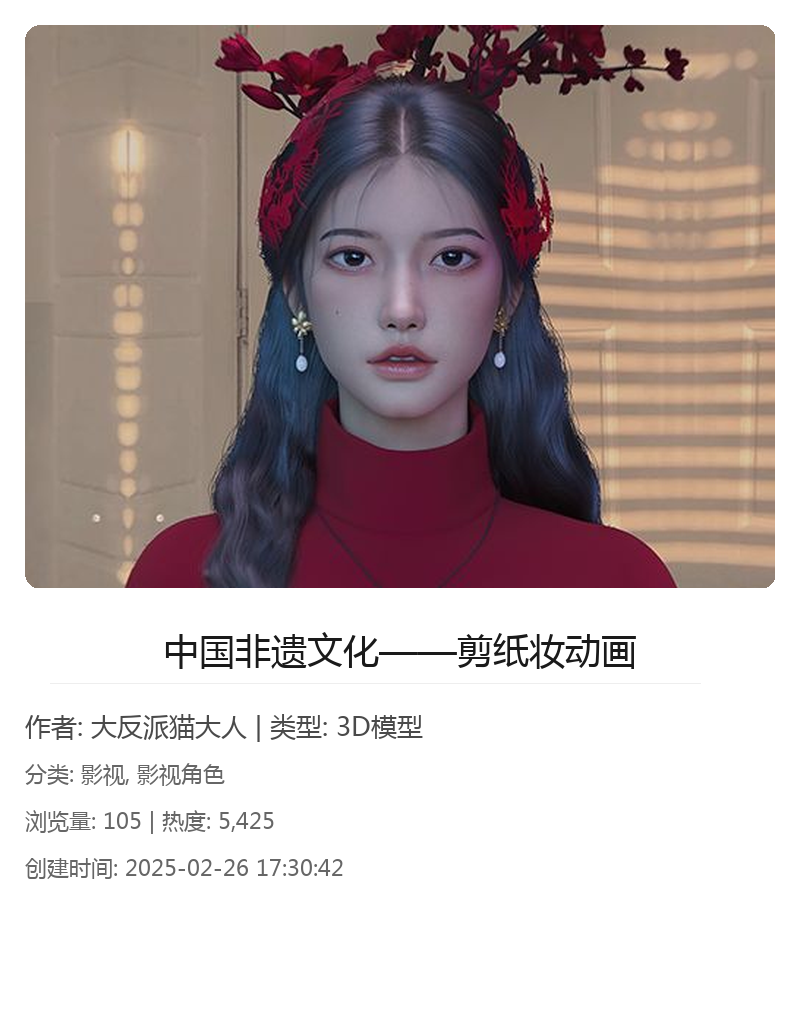 中国非遗文化——剪纸妆动画
作者: 大反派猫大人 | 类型: 3D模型
分类: 影视, 影视角色
浏览量: 105 | 热度: 5,425
创建时间: 2025-02-26 17:30:42